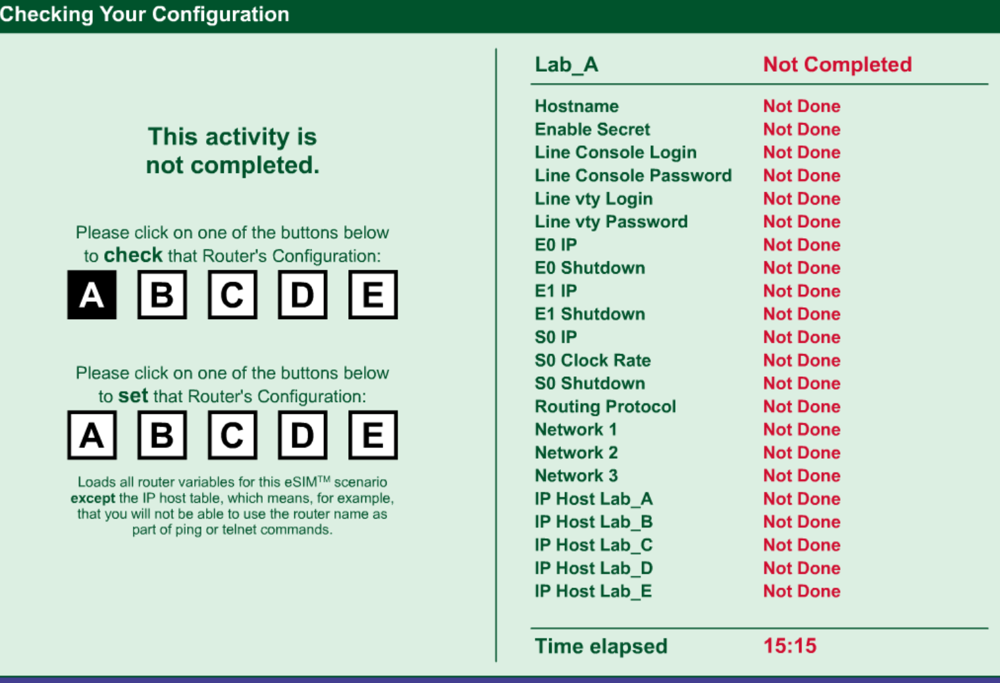 Checking Your Configuration
This activity is
not completed.
Please click on one of the buttons below
to check that Router's Configuration:
A B C D E
Please click on one of the buttons below
to set that Router's Configuration:
A B C D E
Loads all router variables for this eSIM™ scenario
except the IP host table, which means, for example,
that you will not be able to use the router name as
part of ping or telnet commands.
Lab_A Not Completed
Hostname Not Done
Enable Secret Not Done
Line Console Login Not Done
Line Console Password Not Done
Line vty Login Not Done
Line vty Password Not Done
E0 IP Not Done
E0 Shutdown Not Done
E1 IP Not Done
E1 Shutdown Not Done
S0 IP Not Done
S0 Clock Rate Not Done
S0 Shutdown Not Done
Routing Protocol Not Done
Network 1 Not Done
Network 2 Not Done
Network 3 Not Done
IP Host Lab_A Not Done
IP Host Lab_B Not Done
IP Host Lab_C Not Done
IP Host Lab_D Not Done
IP Host Lab_E Not Done
Time elapsed 15:15